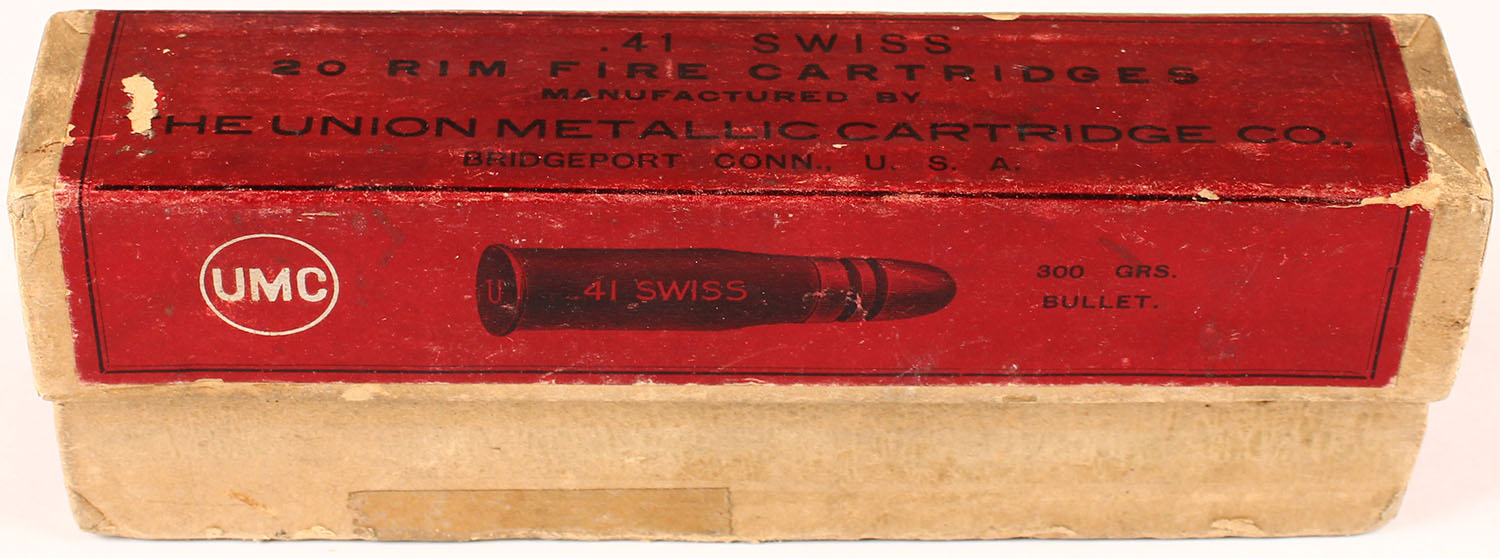 .41 SWISS
20 RIM FIRE CARTRIDGES
MANUFACTURED BY
THE UNION METALLIC CARTRIDGE CO.,
BRIDGEPORT CONN., U. S. A.
UMC
U .41 SWISS
300 GRS.
BULLET.